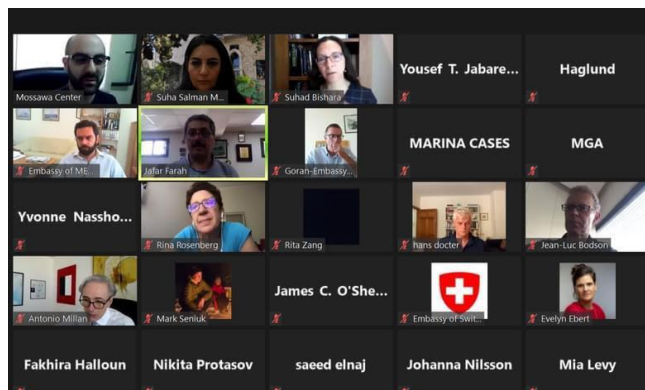 Mossawa Center
Suha Salman M...
Suhad Bishara
Yousef T. Jabare...
Haglund
Embassy of ME...
Jafar Farah
Goran-Embassy...
MARINA CASES
MGA
Yvonne Nassho...
Rina Rosenberg
Rita Zang
hans docter
Jean-Luc Bodson
Antonio Millan
Mark Seniuk
James C. O'She...
Embassy of Swit...
Evelyn Ebert
Fakhira Halloun
Nikita Protasov
saeed elnaj
Johanna Nilsson
Mia Levy